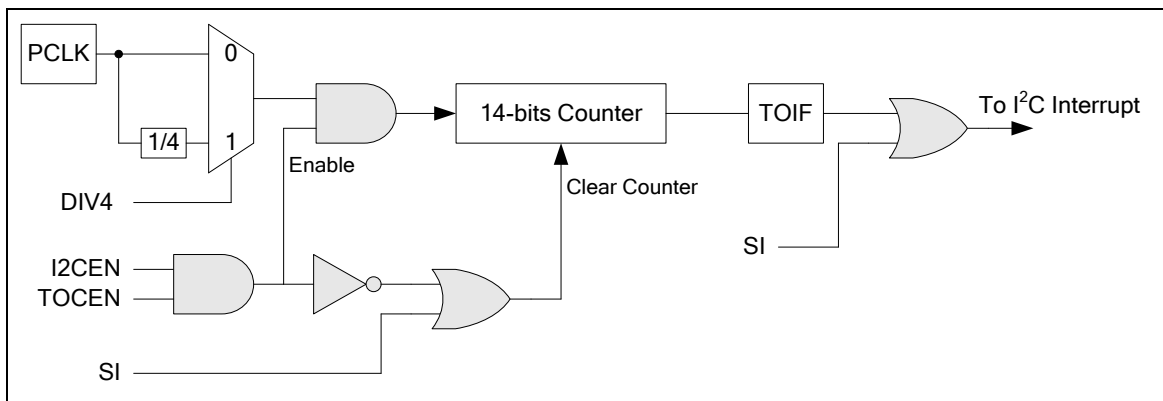 PCLK
0
1/4
1
DIV4
I2CEN
TOCEN
SI
Enable
14-bits Counter
Clear Counter
TOIF
SI
To I²C Interrupt